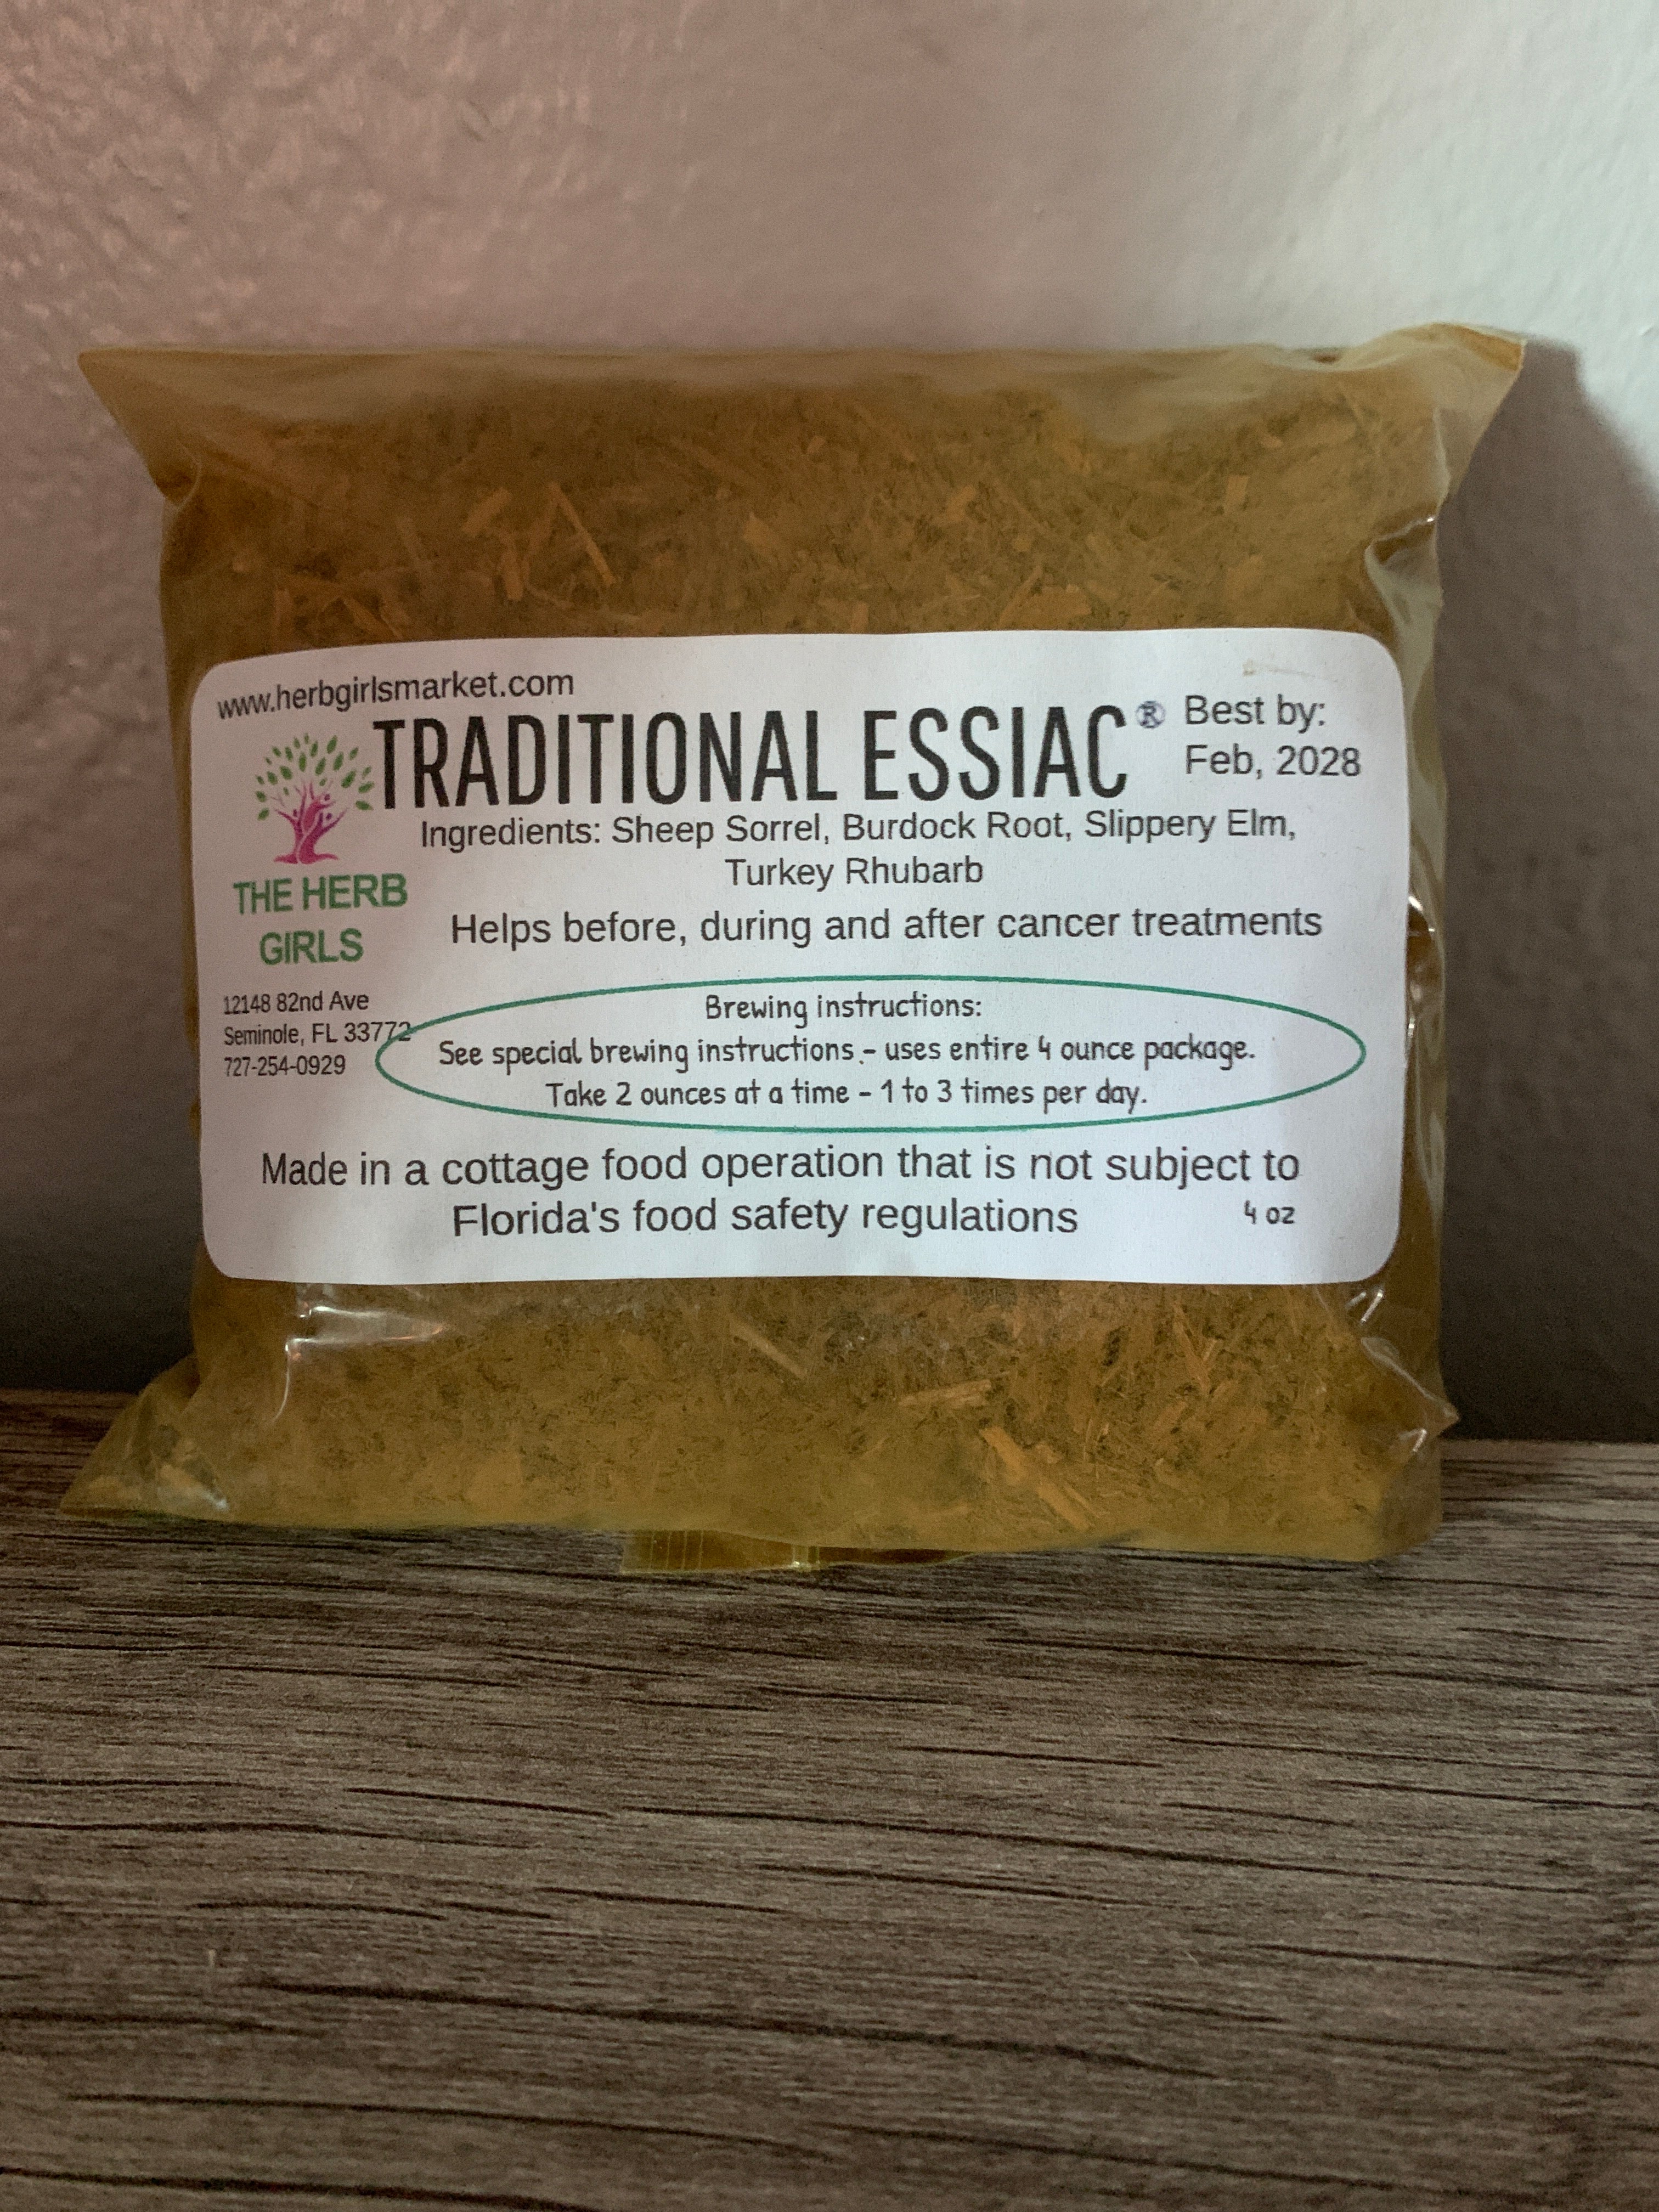 www.herbgirlsmarket.com
TRADITIONAL ESSIAC®
Best by:
Feb, 2028
Ingredients: Sheep Sorrel, Burdock Root, Slippery Elm,
Turkey Rhubarb
THE HERB
GIRLS
Helps before, during and after cancer treatments
12148 82nd Ave
Seminole, FL 33772
727-254-0929
Brewing instructions:
See special brewing instructions.- uses entire 4 ounce package.
Take 2 ounces at a time - 1 to 3 times per day.
Made in a cottage food operation that is not subject to
Florida's food safety regulations
4 oz